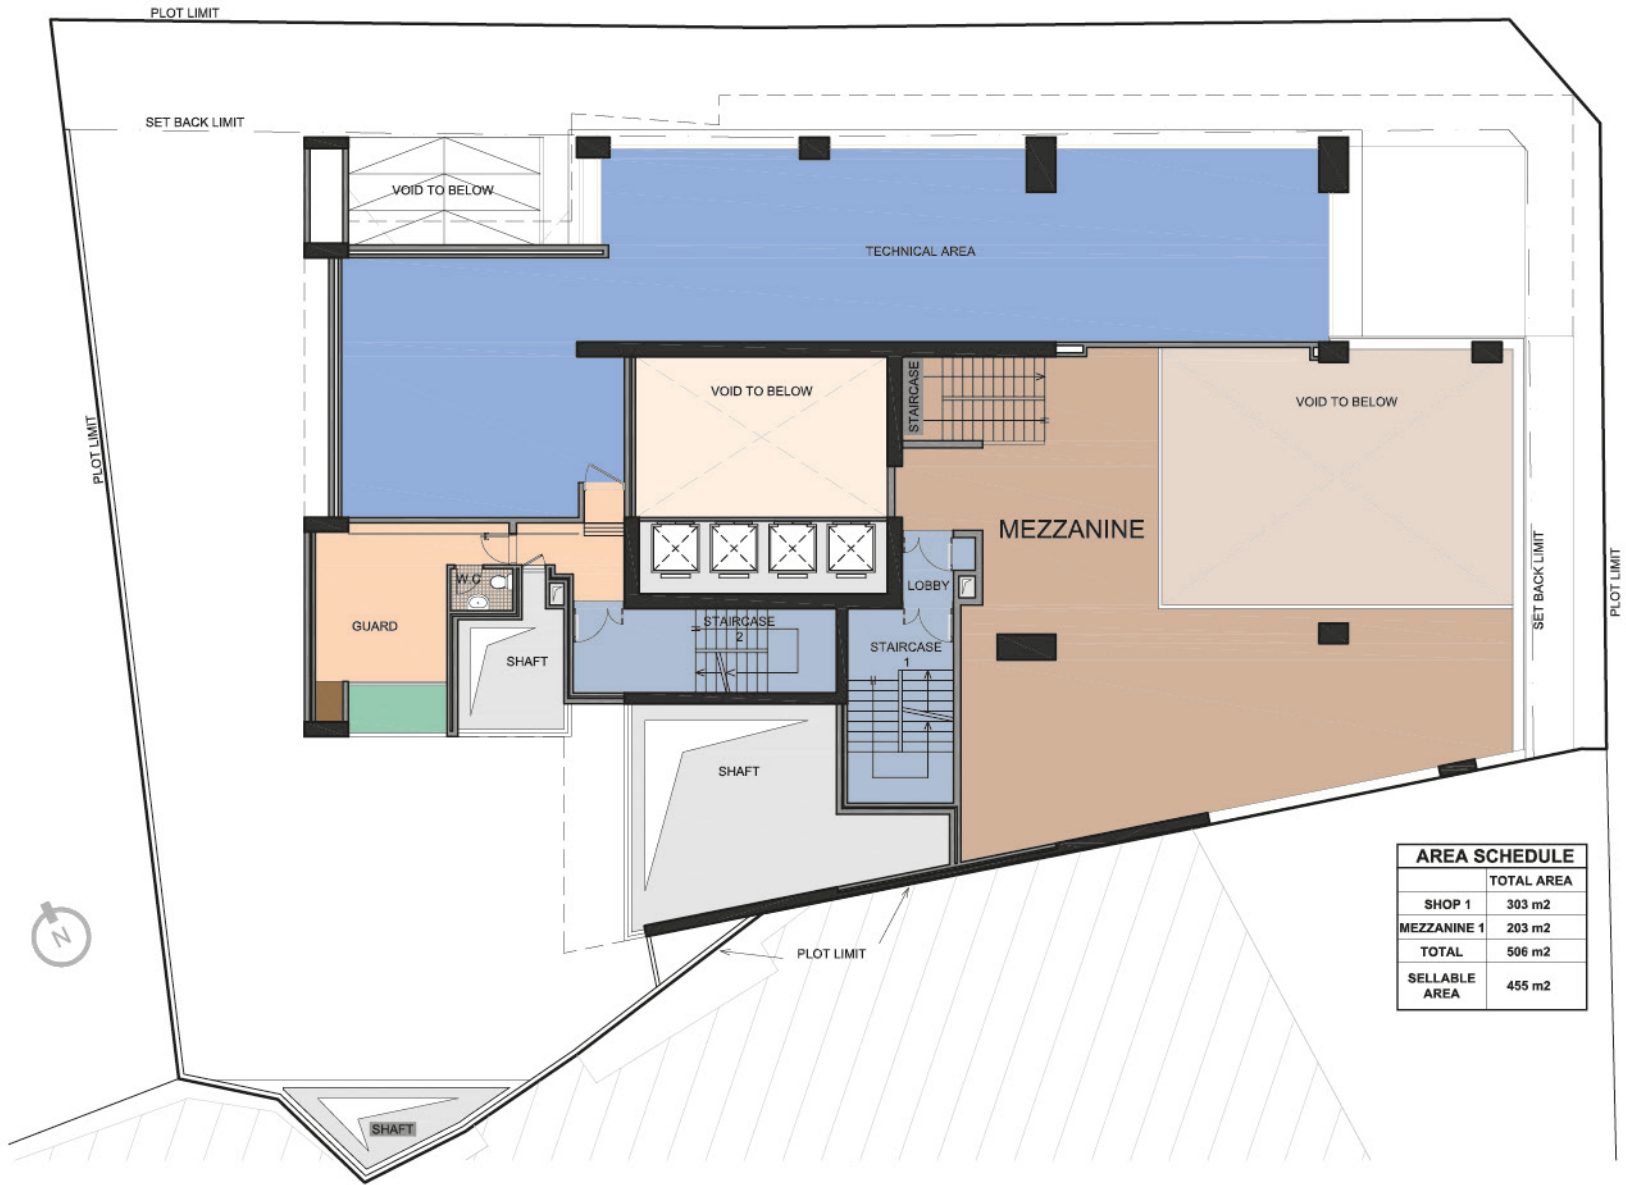 PLOT LIMIT
SET BACK LIMIT
VOID TO BELOW
TECHNICAL AREA
VOID TO BELOW
STAIRCASE
VOID TO BELOW
PLOT LIMIT
MEZZANINE
SET BACK LIMIT
PLOT LIMIT
W.C
LOBBY
GUARD
STAIRCASE
2
STAIRCASE
1
SHAFT
SHAFT
AREA SCHEDULE
TOTAL AREA
SHOP 1 303 m2
MEZZANINE 1 203 m2
TOTAL 506 m2
SELLABLE
AREA 455 m2
N
PLOT LIMIT
SHAFT